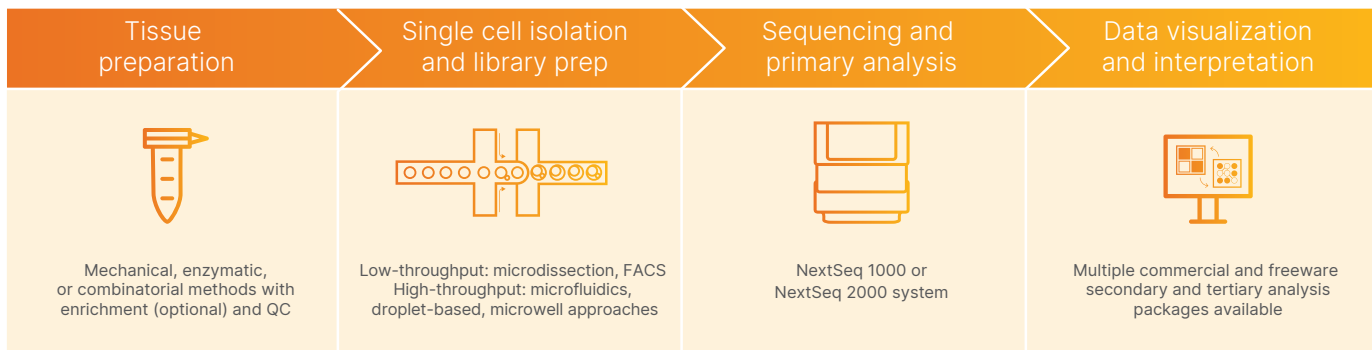 Tissue
preparation
Single cell isolation
and library prep
Sequencing and
primary analysis
Data visualization
and interpretation
Mechanical, enzymatic,
or combinatorial methods with
enrichment (optional) and QC
Low-throughput: microdissection, FACS
High-throughput: microfluidics,
droplet-based, microwell approaches
NextSeq 1000 or
NextSeq 2000 system
Multiple commercial and freeware
secondary and tertiary analysis
packages available